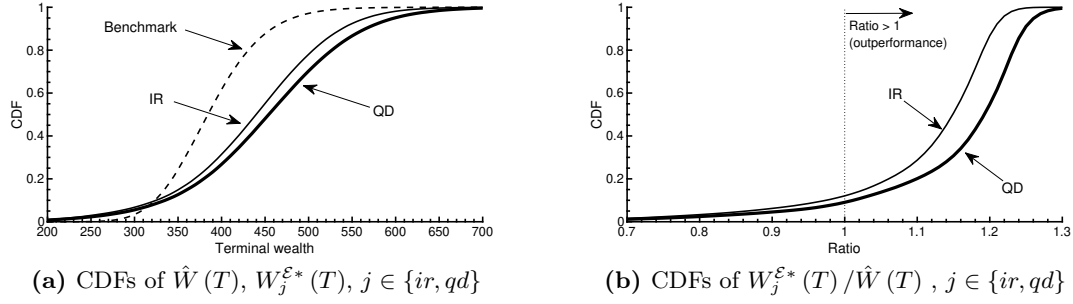 1
0.8
0.6
0.4
0.2
0
CDF
Benchmark
IR
QD
200 250 300 350 400 450 500 550 600 650 700
Terminal wealth
(a) CDFs of Ŵ (T), W_j^{ℰ*} (T), j ∈ {ir, qd}
1
0.8
0.6
0.4
0.2
0
CDF
Ratio > 1
(outperformance)
IR
QD
0.7 0.8 0.9 1 1.1 1.2 1.3
Ratio
(b) CDFs of W_j^{ℰ*} (T) /Ŵ (T) , j ∈ {ir, qd}